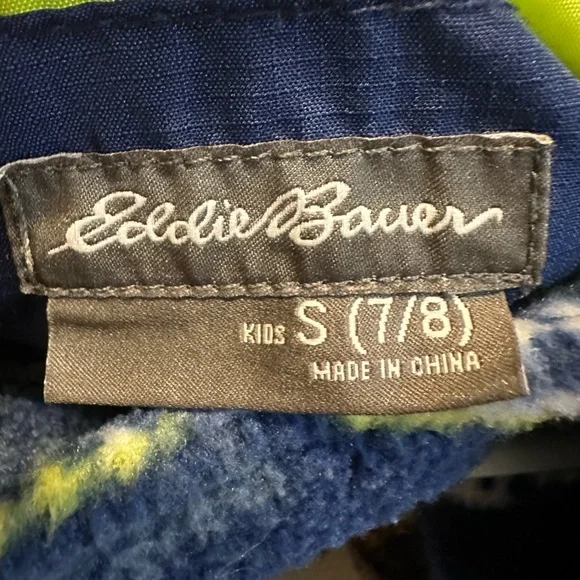 Eddie Bauer
KIDS S (7/8)
MADE IN CHINA